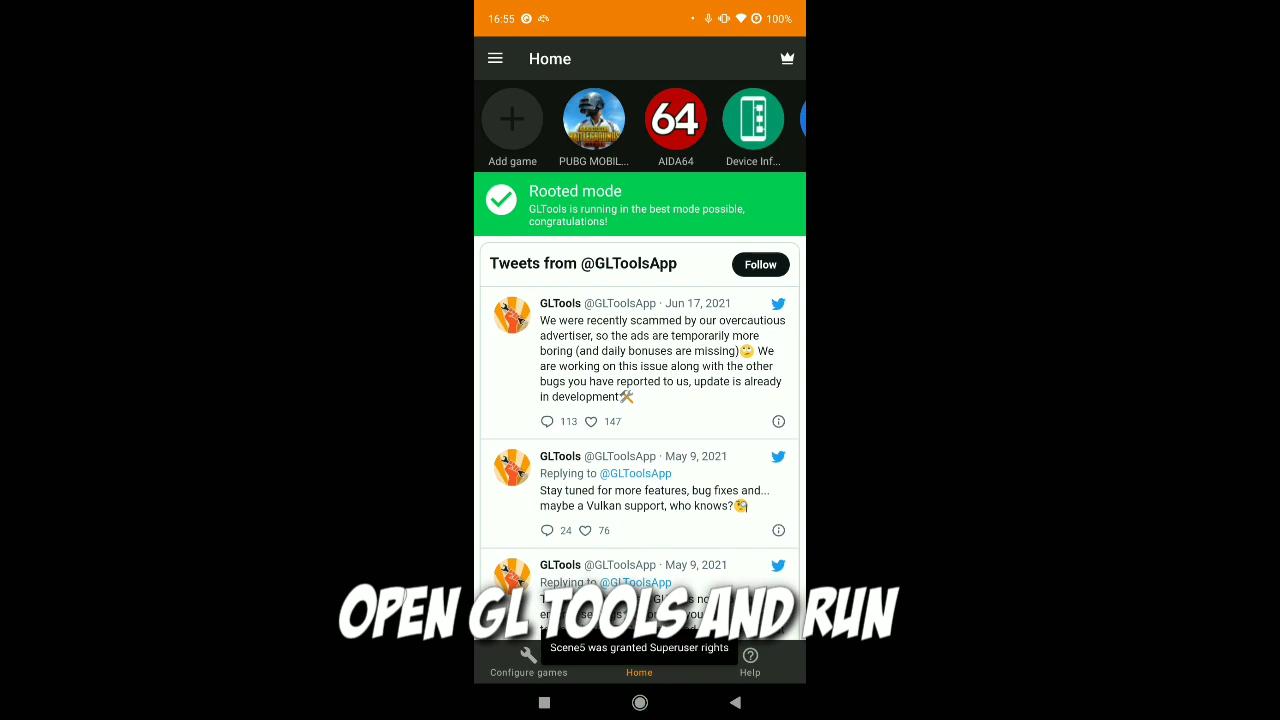 16:55
100%
Home
Add game
PUBG MOBIL...
64
AIDA64
Device Inf...
Rooted mode
GLTools is running in the best mode possible,
congratulations!
Tweets from @GLToolsApp
Follow
GLTools @GLToolsApp · Jun 17, 2021
We were recently scammed by our overcautious
advertiser, so the ads are temporarily more
boring (and daily bonuses are missing)🙄 We
are working on this issue along with the other
bugs you have reported to us, update is already
in development🛠
113 147
GLTools @GLToolsApp · May 9, 2021
Replying to @GLToolsApp
Stay tuned for more features, bug fixes and...
maybe a Vulkan support, who knows?🧐
24 76
GLTools @GLToolsApp · May 9, 2021
Replying to @GLToolsApp
OPEN GL TOOLS AND RUN
Scene5 was granted Superuser rights
Configure games
Home
Help